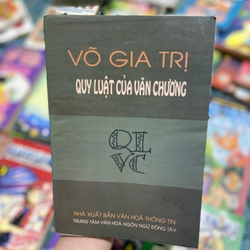 VÕ GIA TRỊ
QUY LUẬT CỦA VĂN CHƯƠNG
QL
VC
NHÀ XUẤT BẢN VĂN HOÁ THÔNG TIN
TRUNG TÂM VĂN HOÁ NGÔN NGỮ ĐÔNG TÂY